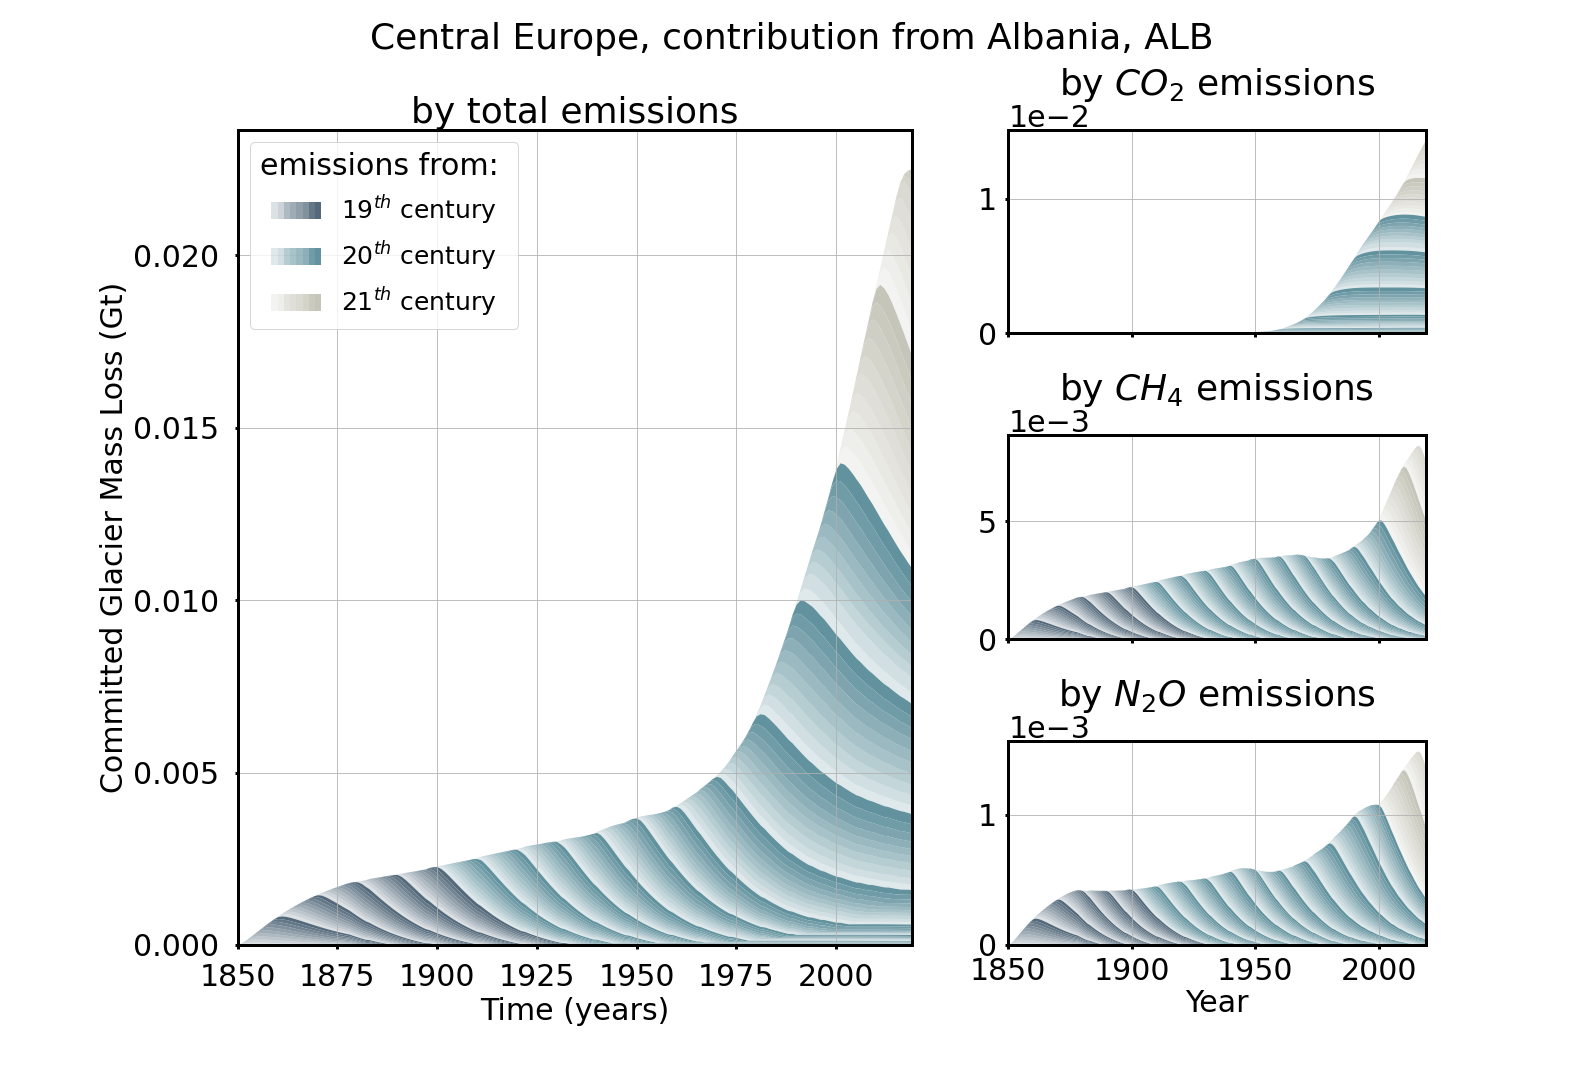 Central Europe, contribution from Albania, ALB
by total emissions
emissions from:
19th century
20th century
21th century
Committed Glacier Mass Loss (Gt)
0.020
0.015
0.010
0.005
0.000
1850 1875 1900 1925 1950 1975 2000
Time (years)
by CO2 emissions
1e−2
1
0
by CH4 emissions
1e−3
5
0
by N2O emissions
1e−3
1
0
1850 1900 1950 2000
Year